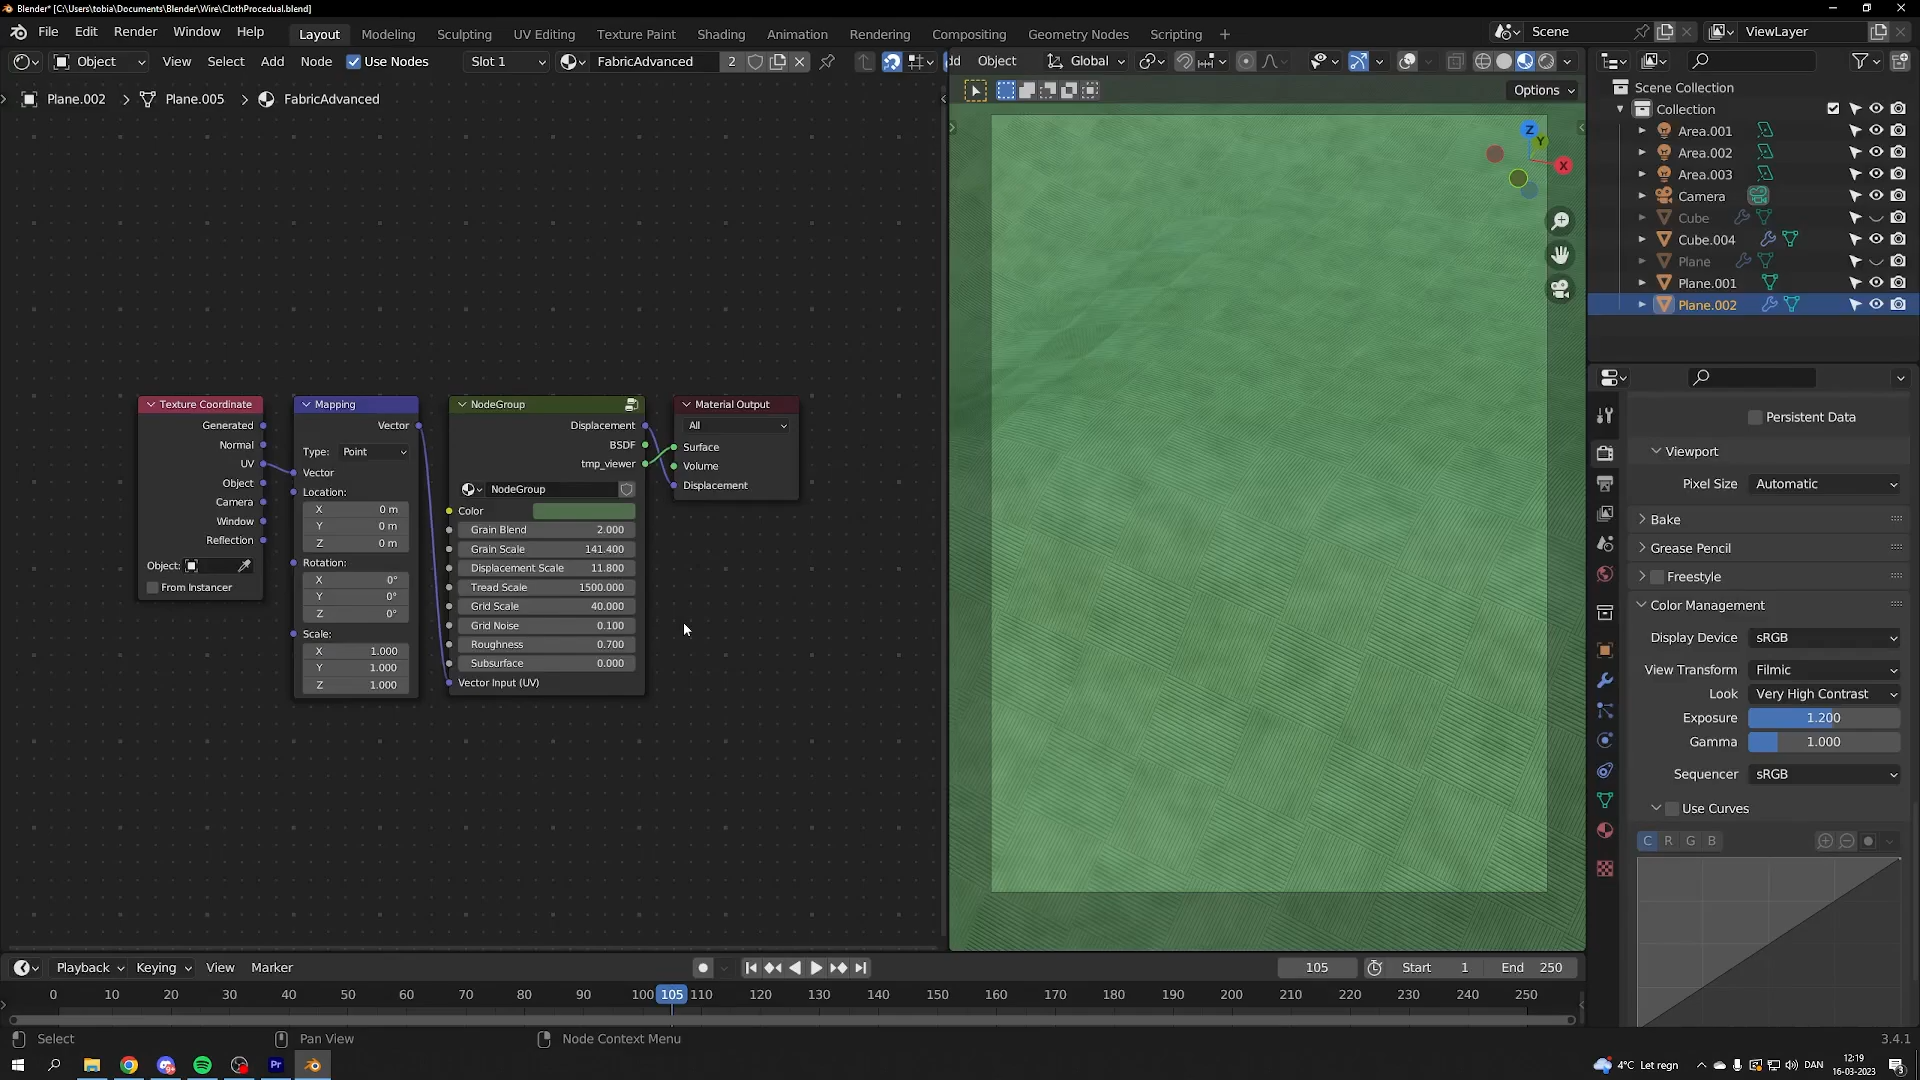 Blender* [C:\Users\tobia\Documents\Blender\Wire\ClothProcedual.blend]
File Edit Render Window Help Layout Modeling Sculpting UV Editing Texture Paint Shading Animation Rendering Compositing Geometry Nodes Scripting + Scene ViewLayer
Object View Select Add Node Use Nodes Slot 1 FabricAdvanced 2 Object Global
Plane.002 > Plane.005 > FabricAdvanced
Options
Z
Y
X
Texture Coordinate
Generated
Normal
UV
Object
Camera
Window
Reflection
Object:
From Instancer
Mapping
Vector
Type: Point
Vector
Location:
X 0 m
Y 0 m
Z 0 m
Rotation:
X 0°
Y 0°
Z 0°
Scale:
X 1.000
Y 1.000
Z 1.000
NodeGroup
Displacement
BSDF
tmp_viewer
NodeGroup
Color
Grain Blend 2.000
Grain Scale 141.400
Displacement Scale 11.800
Tread Scale 1500.000
Grid Scale 40.000
Grid Noise 0.100
Roughness 0.700
Subsurface 0.000
Vector Input (UV)
Material Output
All
Surface
Volume
Displacement
Scene Collection
Collection
Area.001
Area.002
Area.003
Camera
Cube
Cube.004
Plane
Plane.001
Plane.002
Persistent Data
Viewport
Pixel Size Automatic
Bake
Grease Pencil
Freestyle
Color Management
Display Device sRGB
View Transform Filmic
Look Very High Contrast
Exposure 1.200
Gamma 1.000
Sequencer sRGB
Use Curves
C R G B
Playback Keying View Marker 105 Start 1 End 250
0 10 20 30 40 50 60 70 80 90 100 105 110 120 130 140 150 160 170 180 190 200 210 220 230 240 250
Select Pan View Node Context Menu 3.4.1
Pr 4°C Let regn DAN 12:19
16-03-2023
3